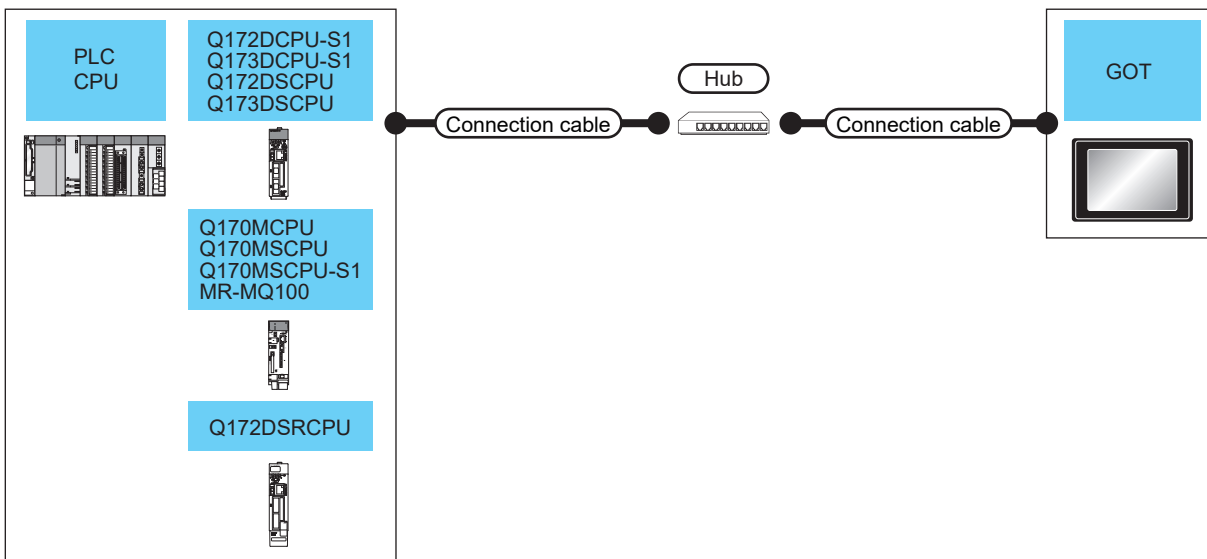 PLC
CPU
Q172DCPU-S1
Q173DCPU-S1
Q172DSCPU
Q173DSCPU
Hub
GOT
Connection cable
Connection cable
Q170MCPU
Q170MSCPU
Q170MSCPU-S1
MR-MQ100
Q172DSRCPU